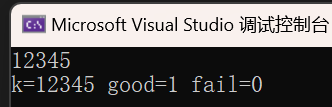 Microsoft Visual Studio 调试控制台
12345
k=12345 good=1 fail=0